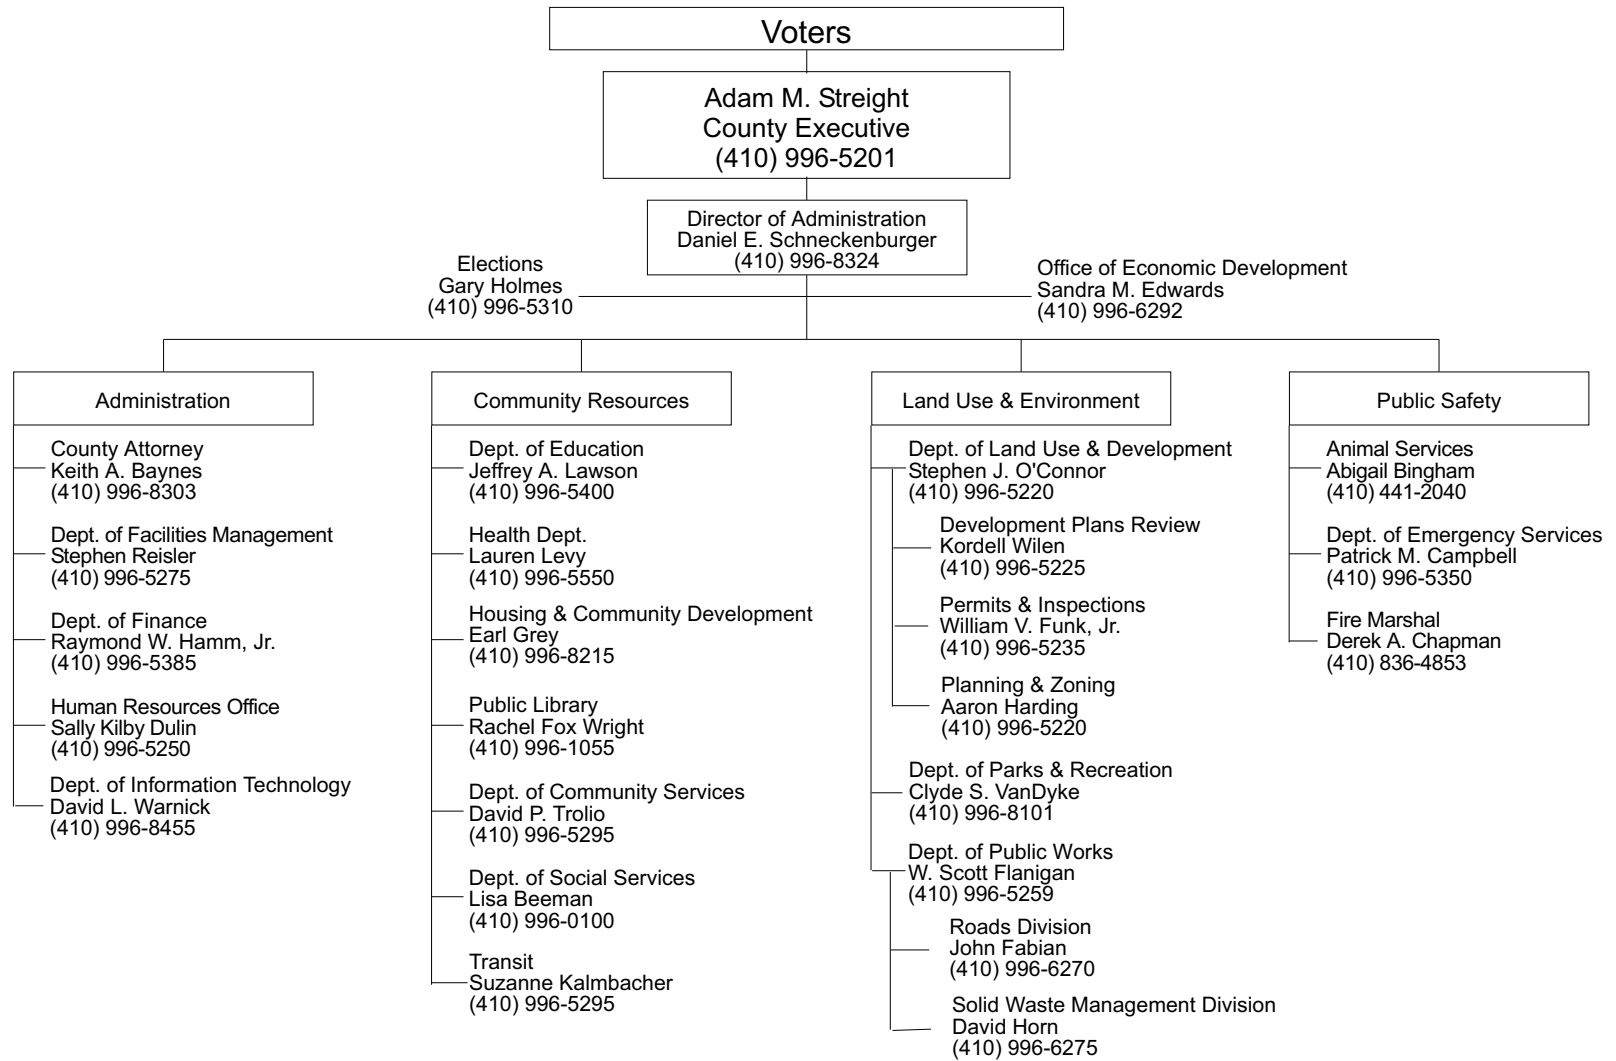 Voters
Adam M. Streight
County Executive
(410) 996-5201
Director of Administration
Daniel E. Schneckenburger
(410) 996-8324
Elections
Gary Holmes
(410) 996-5310
Office of Economic Development
Sandra M. Edwards
(410) 996-6292
Administration
County Attorney
Keith A. Baynes
(410) 996-8303
Dept. of Facilities Management
Stephen Reisler
(410) 996-5275
Dept. of Finance
Raymond W. Hamm, Jr.
(410) 996-5385
Human Resources Office
Sally Kilby Dulin
(410) 996-5250
Dept. of Information Technology
David L. Warnick
(410) 996-8455
Community Resources
Dept. of Education
Jeffrey A. Lawson
(410) 996-5400
Health Dept.
Lauren Levy
(410) 996-5550
Housing & Community Development
Earl Grey
(410) 996-8215
Public Library
Rachel Fox Wright
(410) 996-1055
Dept. of Community Services
David P. Trolio
(410) 996-5295
Dept. of Social Services
Lisa Beeman
(410) 996-0100
Transit
Suzanne Kalmbacher
(410) 996-5295
Land Use & Environment
Dept. of Land Use & Development
Stephen J. O'Connor
(410) 996-5220
Development Plans Review
Kordell Wilen
(410) 996-5225
Permits & Inspections
William V. Funk, Jr.
(410) 996-5235
Planning & Zoning
Aaron Harding
(410) 996-5220
Dept. of Parks & Recreation
Clyde S. VanDyke
(410) 996-8101
Dept. of Public Works
W. Scott Flanigan
(410) 996-5259
Roads Division
John Fabian
(410) 996-6270
Solid Waste Management Division
David Horn
(410) 996-6275
Public Safety
Animal Services
Abigail Bingham
(410) 441-2040
Dept. of Emergency Services
Patrick M. Campbell
(410) 996-5350
Fire Marshal
Derek A. Chapman
(410) 836-4853